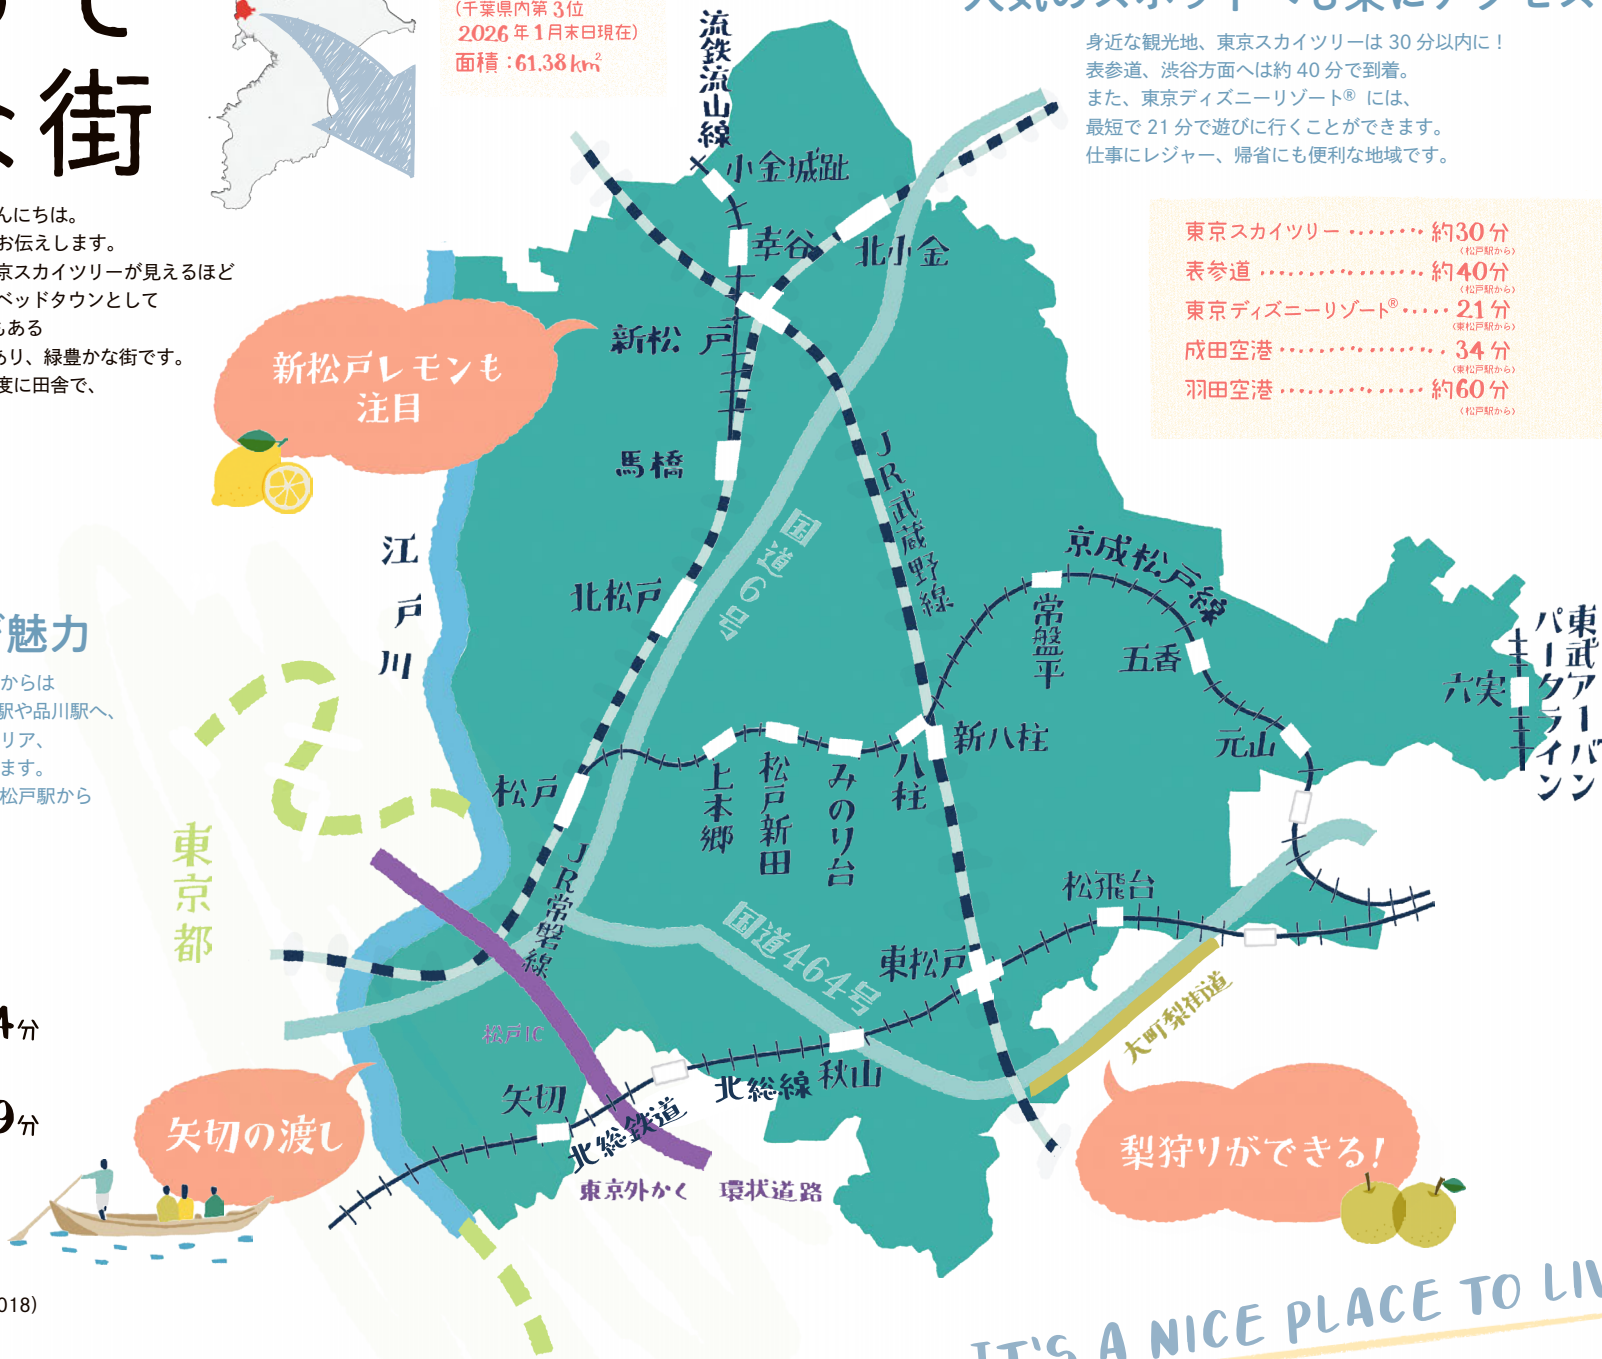 街
(千葉県内第3位
2026年1月末日現在)
面積:61.38km²
身近な観光地、東京スカイツリーは30分以内に!
表参道、渋谷方面へは約40分で到着。
また、東京ディズニーリゾート® には、
最短で21分で遊びに行くことができます。
仕事にレジャー、帰省にも便利な地域です。
東京スカイツリー ........ 約30分
(松戸駅から)
表参道 .................. 約40分
(松戸駅から)
東京ディズニーリゾート® ..... 21分
(東松戸駅から)
成田空港 .................. 34分
(東松戸駅から)
羽田空港 ................ 約60分
(松戸駅から)
んにちは。
お伝えします。
京スカイツリーが見えるほど
ベッドタウンとして
もある
あり、緑豊かな街です。
度に田舎で、
魅力
からは
駅や品川駅へ、
リア、
ます。
松戸駅から
4分
9分
018)
流鉄流山線
小金城趾
幸谷
北小金
新松戸
新松戸レモンも
注目
馬橋
JR武蔵野線
国道6号
江戸川
北松戸
京成松戸線
常盤平
五香
六実
東武アーバン
パークライン
元山
新八柱
八柱
みのり台
松戸新田
上本郷
松戸
東京都
JR常磐線
国道464号
松飛台
東松戸
大町梨街道
松戸IC
秋山
北総線
矢切
北総鉄道
矢切の渡し
東京外かく 環状道路
梨狩りができる!
IT'S A NICE PLACE TO LIV